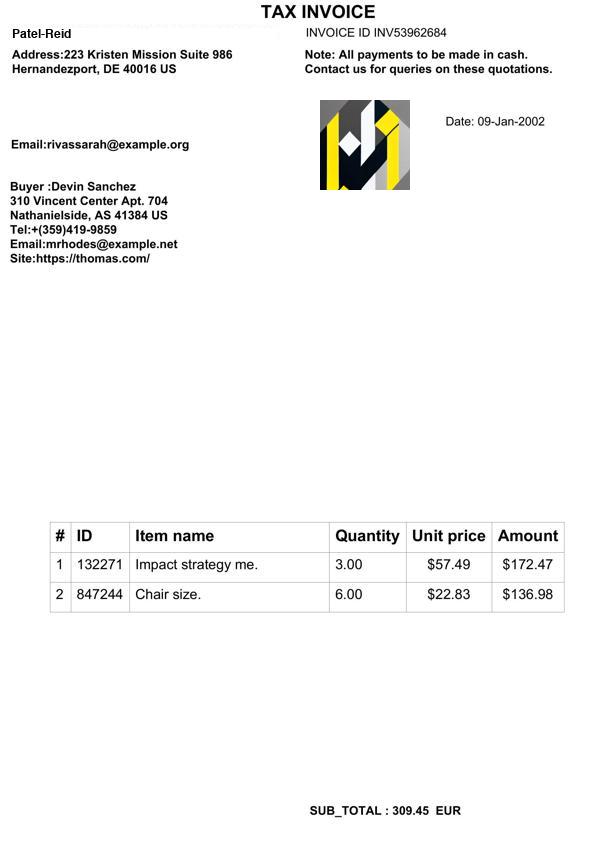 TAX INVOICE
Patel-Reid
INVOICE ID INV53962684
Address:223 Kristen Mission Suite 986
Hernandezport, DE 40016 US
Note: All payments to be made in cash.
Contact us for queries on these quotations.
Date: 09-Jan-2002
Email:rivassarah@example.org
Buyer :Devin Sanchez
310 Vincent Center Apt. 704
Nathanielside, AS 41384 US
Tel:+(359)419-9859
Email:mrhodes@example.net
Site:https://thomas.com/
# ID Item name Quantity Unit price Amount
1 132271 Impact strategy me. 3.00 $57.49 $172.47
2 847244 Chair size. 6.00 $22.83 $136.98
SUB_TOTAL : 309.45 EUR